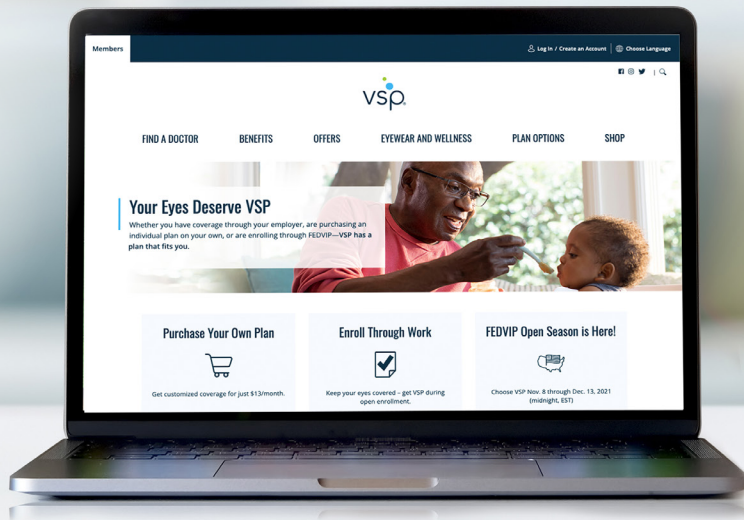 Members
Log In / Create an Account
Choose Language
vsp
FIND A DOCTOR BENEFITS OFFERS EYEWEAR AND WELLNESS PLAN OPTIONS SHOP
Your Eyes Deserve VSP
Whether you have coverage through your employer, are purchasing an
individual plan on your own, or are enrolling through FEDVIP—VSP has a
plan that fits you.
Purchase Your Own Plan
Get customized coverage for just $13/month.
Enroll Through Work
Keep your eyes covered – get VSP during
open enrollment.
FEDVIP Open Season is Here!
Choose VSP Nov. 8 through Dec. 13, 2021
(midnight, EST)